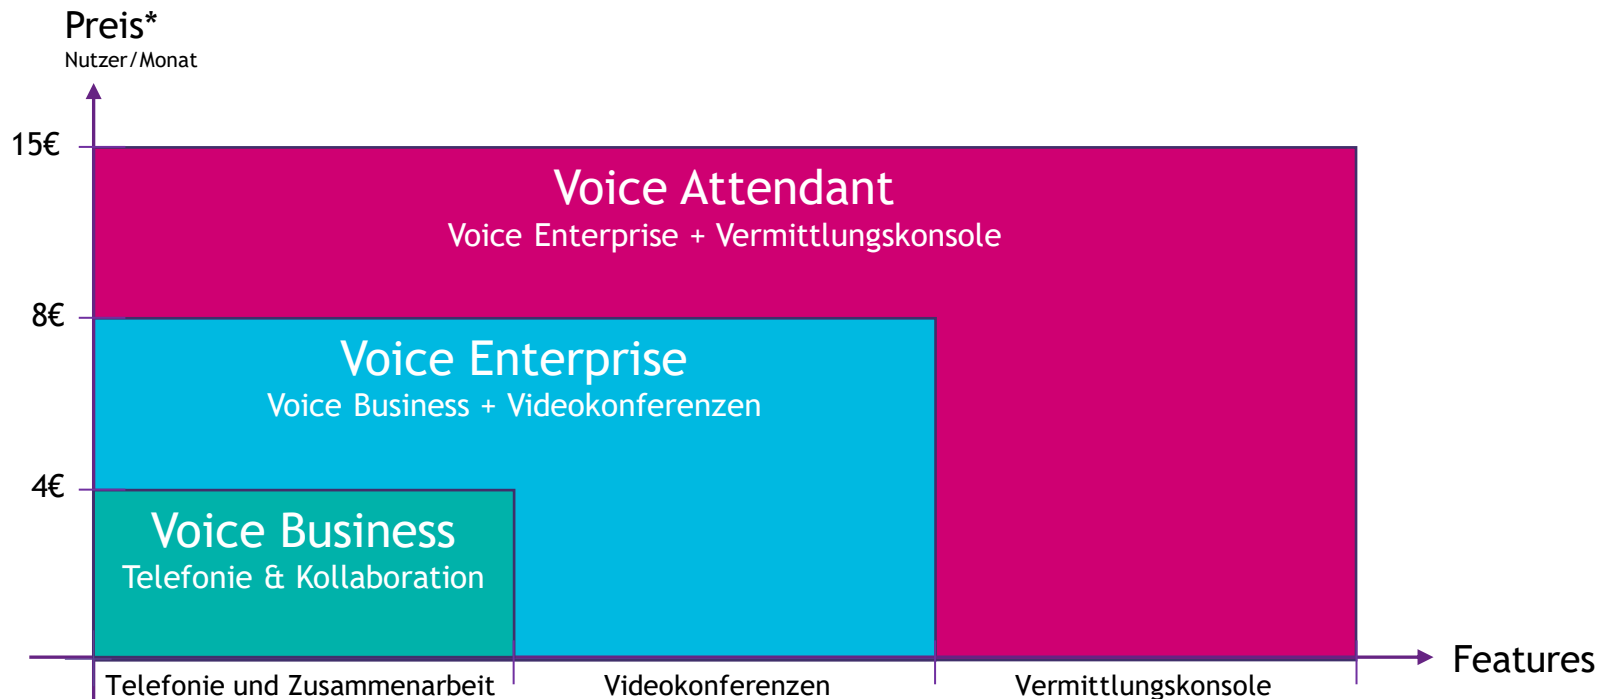 Preis*
Nutzer/Monat
15€
Voice Attendant
Voice Enterprise + Vermittlungskonsole
8€
Voice Enterprise
Voice Business + Videokonferenzen
4€
Voice Business
Telefonie & Kollaboration
Features
Telefonie und Zusammenarbeit
Videokonferenzen
Vermittlungskonsole